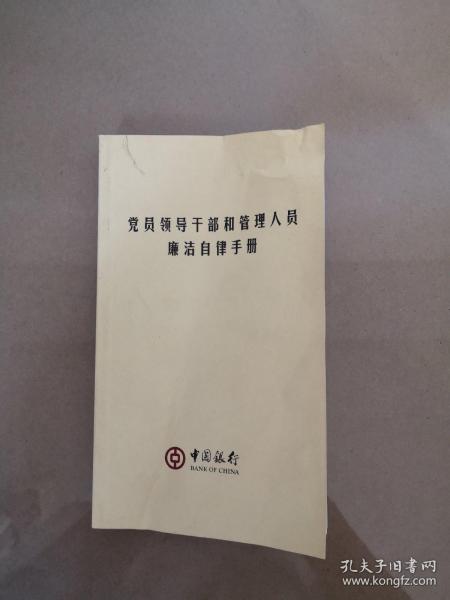 党员领导干部和管理人员
廉洁自律手册
中国银行
BANK OF CHINA
孔夫子旧书网
www.kongfz.com